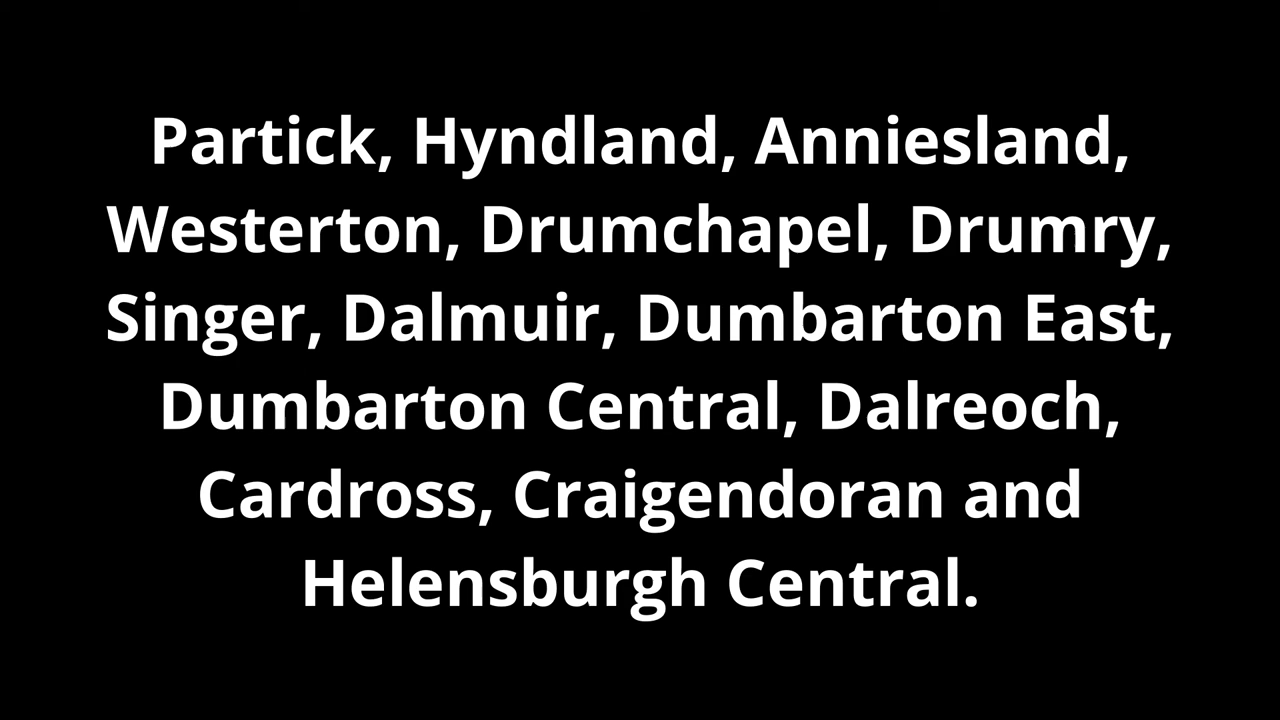 Partick, Hyndland, Anniesland,
Westerton, Drumchapel, Drumry,
Singer, Dalmuir, Dumbarton East,
Dumbarton Central, Dalreoch,
Cardross, Craigendoran and
Helensburgh Central.